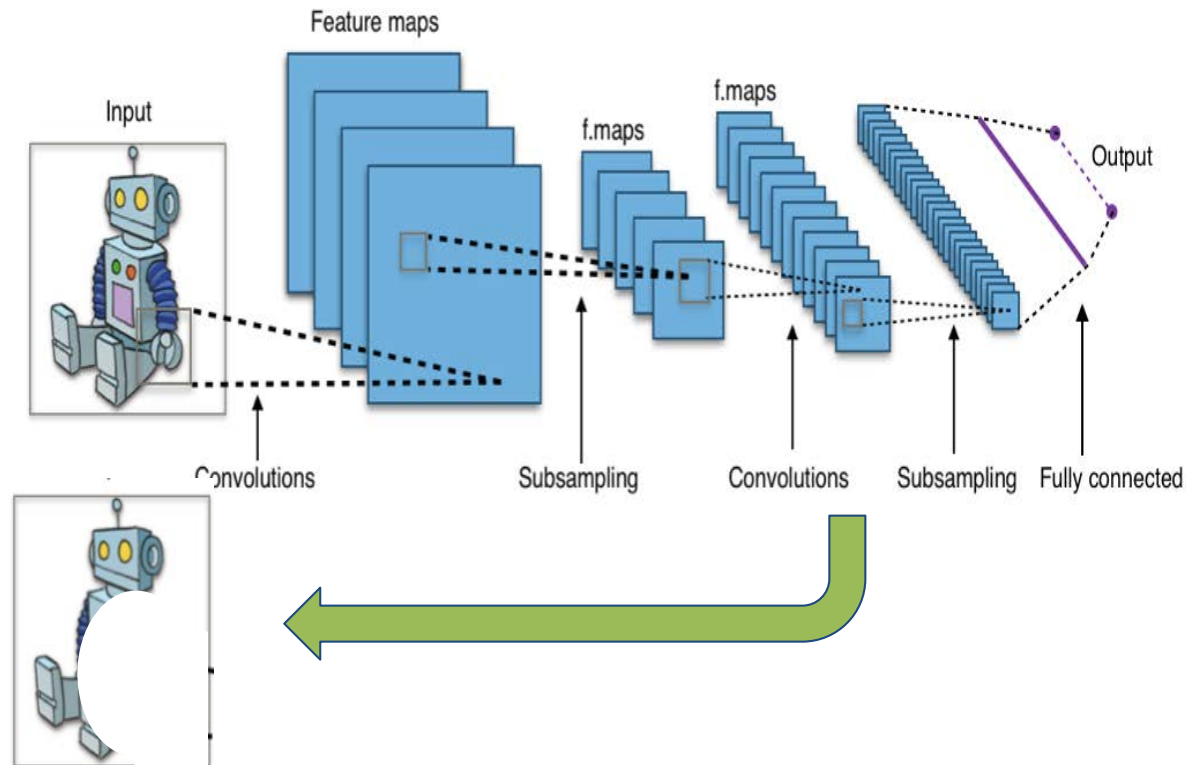 Feature maps
Input
f.maps
f.maps
Output
Convolutions
Subsampling
Convolutions
Subsampling
Fully connected